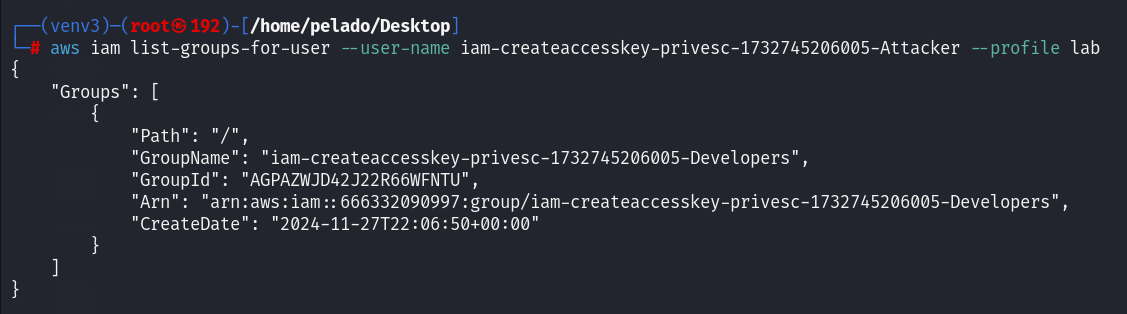 ┌──(venv3)─(root㉿192)-[/home/pelado/Desktop]
└─# aws iam list-groups-for-user --user-name iam-createaccesskey-privesc-1732745206005-Attacker --profile lab
{
    "Groups": [
        {
            "Path": "/",
            "GroupName": "iam-createaccesskey-privesc-1732745206005-Developers",
            "GroupId": "AGPAZWJD42J22R66WFNTU",
            "Arn": "arn:aws:iam::666332090997:group/iam-createaccesskey-privesc-1732745206005-Developers",
            "CreateDate": "2024-11-27T22:06:50+00:00"
        }
    ]
}